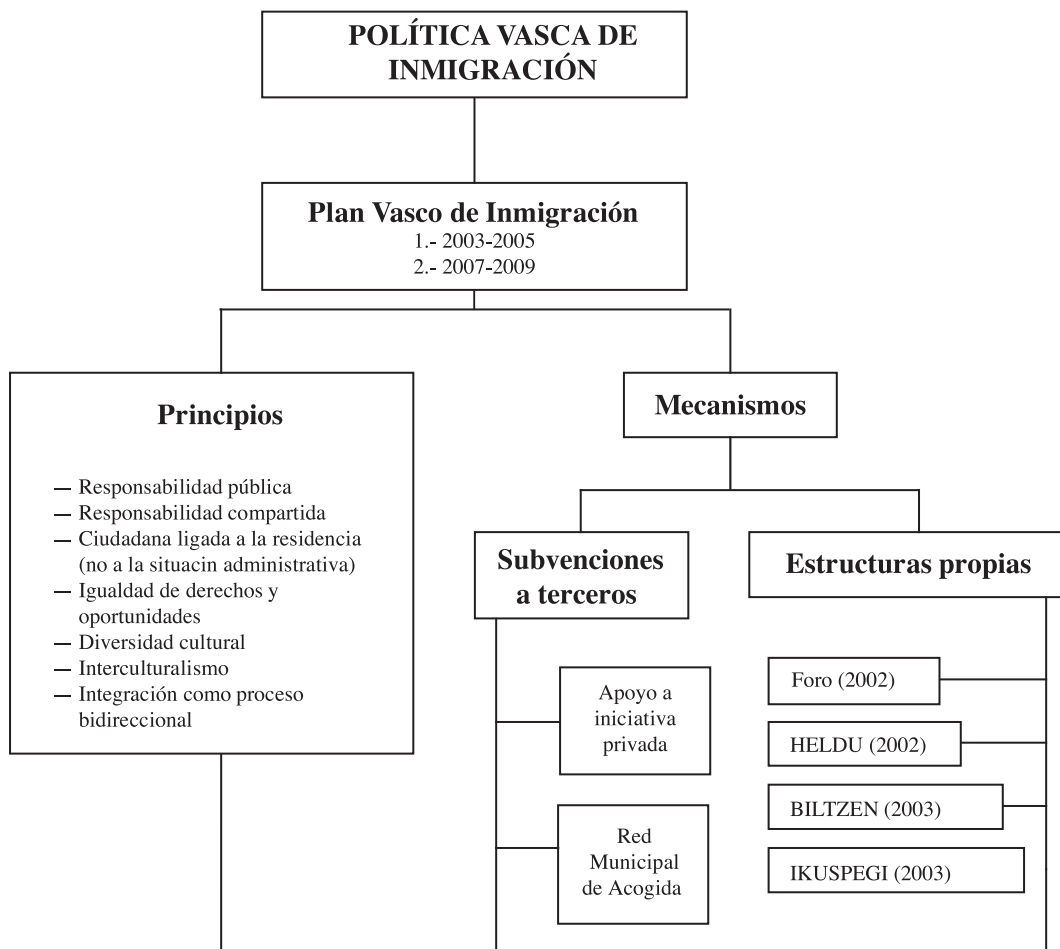 POLÍTICA VASCA DE
INMIGRACIÓN
Plan Vasco de Inmigración
1.- 2003-2005
2.- 2007-2009
Principios
— Responsabilidad pública
— Responsabilidad compartida
— Ciudadana ligada a la residencia
(no a la situacin administrativa)
— Igualdad de derechos y
oportunidades
— Diversidad cultural
— Interculturalismo
— Integración como proceso
bidireccional
Mecanismos
Subvenciones
a terceros
Apoyo a
iniciativa
privada
Red
Municipal
de Acogida
Estructuras propias
Foro (2002)
HELDU (2002)
BILTZEN (2003)
IKUSPEGI (2003)